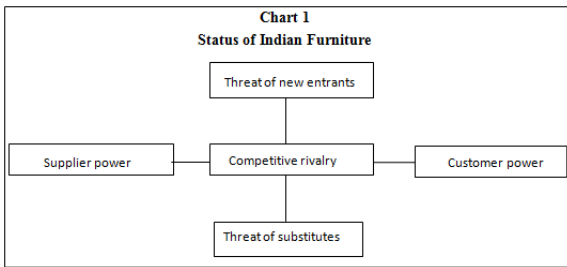 Chart 1
Status of Indian Furniture
Threat of new entrants
Supplier power
Competitive rivalry
Customer power
Threat of substitutes